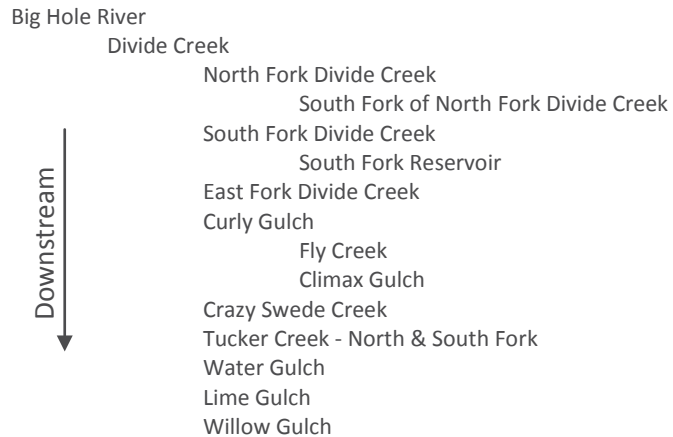 Big Hole River
Divide Creek
North Fork Divide Creek
South Fork of North Fork Divide Creek
South Fork Divide Creek
South Fork Reservoir
East Fork Divide Creek
Curly Gulch
Fly Creek
Climax Gulch
Crazy Swede Creek
Tucker Creek - North & South Fork
Water Gulch
Lime Gulch
Willow Gulch
Downstream